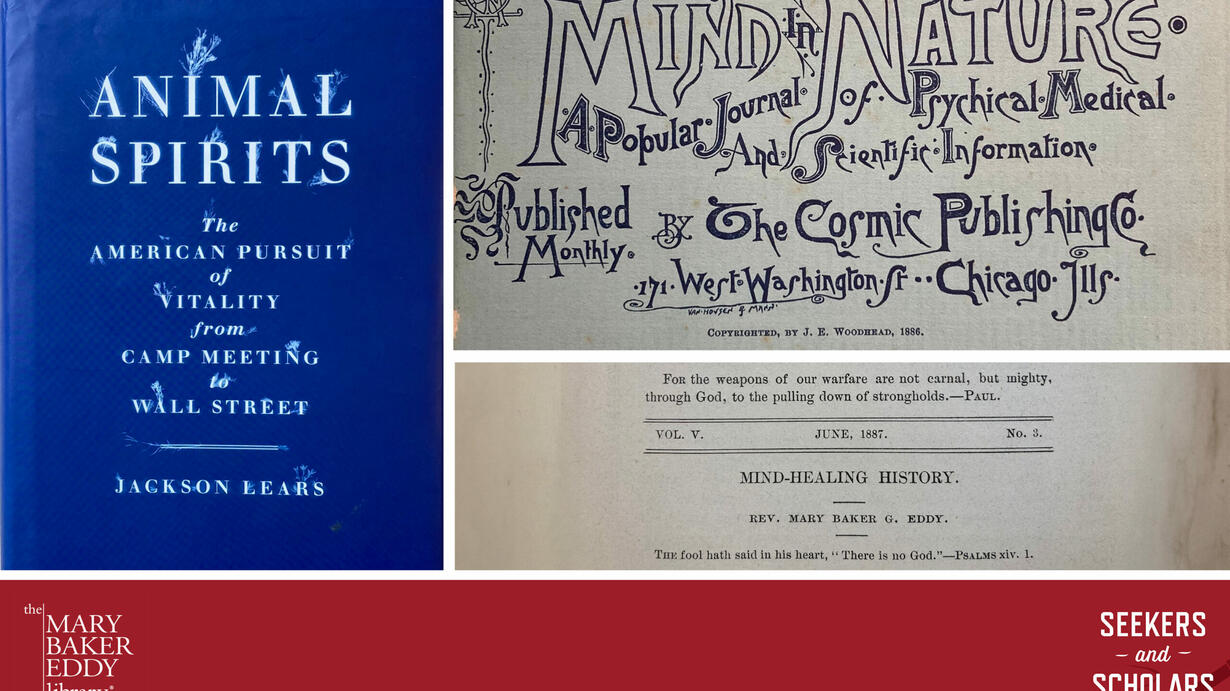 ANIMAL
SPIRITS
The
AMERICAN PURSUIT
of
VITALITY
from
CAMP MEETING
to
WALL STREET
JACKSON LEARS
MIND IN NATURE
A Popular Journal of Psychical Medical
And Scientific Information
Published
Monthly.
BY The Cosmic Publishing Co.
171 West Washington St Chicago Ills.
VAN HOUSEN & MANN
COPYRIGHTED, BY J. E. WOODHEAD, 1886.
FOR the weapons of our warfare are not carnal, but mighty,
through God, to the pulling down of strongholds.—PAUL.
VOL. V. JUNE, 1887. No. 3.
MIND-HEALING HISTORY.
REV. MARY BAKER G. EDDY.
THE fool hath said in his heart, “There is no God.”—PSALMS xiv. 1.
the
MARY
BAKER
EDDY
library®
SEEKERS
– and –
SCHOLARS